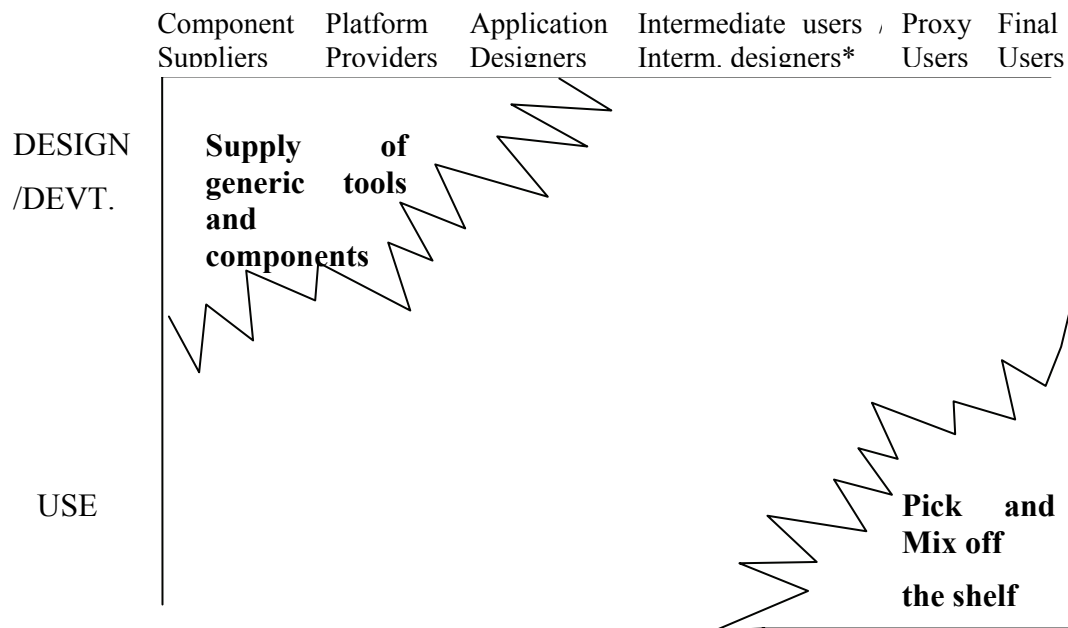 Component Platform Application Intermediate users / Proxy Final
Suppliers Providers Designers Interm. designers* Users Users
DESIGN
/DEVT.
Supply of
generic tools
and
components
USE
Pick and
Mix off
the shelf